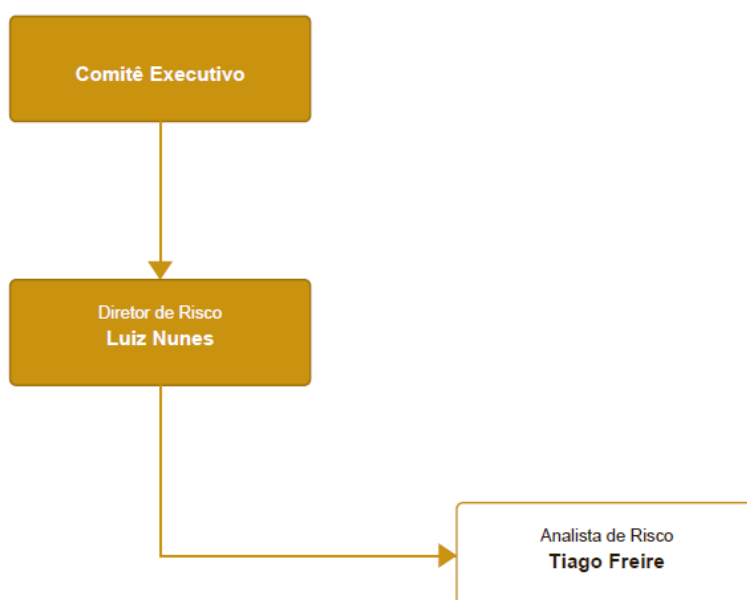 Comitê Executivo
Diretor de Risco
Luiz Nunes
Analista de Risco
Tiago Freire